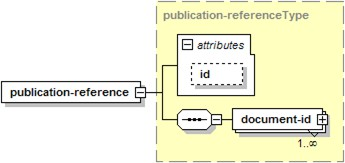 publication-referenceType
attributes
id
publication-reference
document-id
1..∞